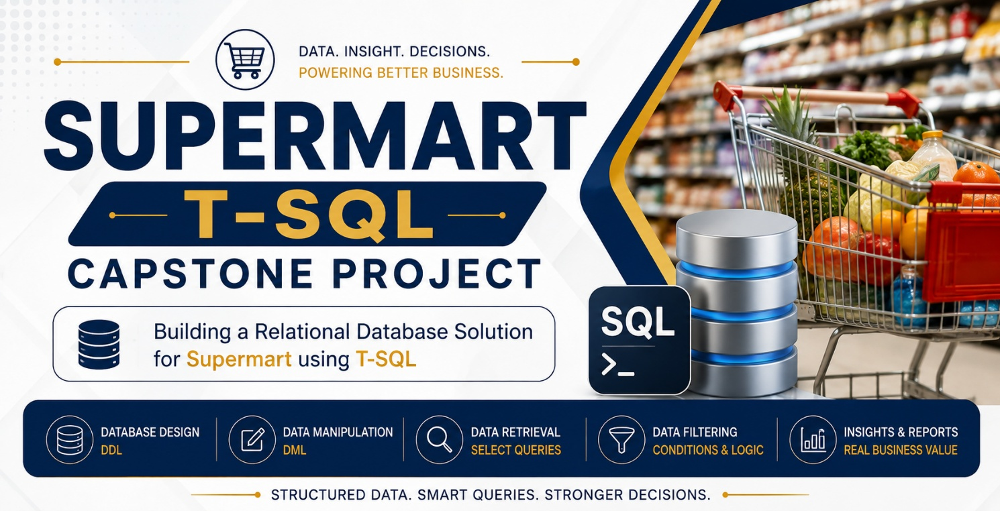 DATA. INSIGHT. DECISIONS.
POWERING BETTER BUSINESS.
SUPERMART
T-SQL
CAPSTONE PROJECT
Building a Relational Database Solution
for Supermart using T-SQL
SQL
>_
DATABASE DESIGN
DDL
DATA MANIPULATION
DML
DATA RETRIEVAL
SELECT QUERIES
DATA FILTERING
CONDITIONS & LOGIC
INSIGHTS & REPORTS
REAL BUSINESS VALUE
STRUCTURED DATA. SMART QUERIES. STRONGER DECISIONS.